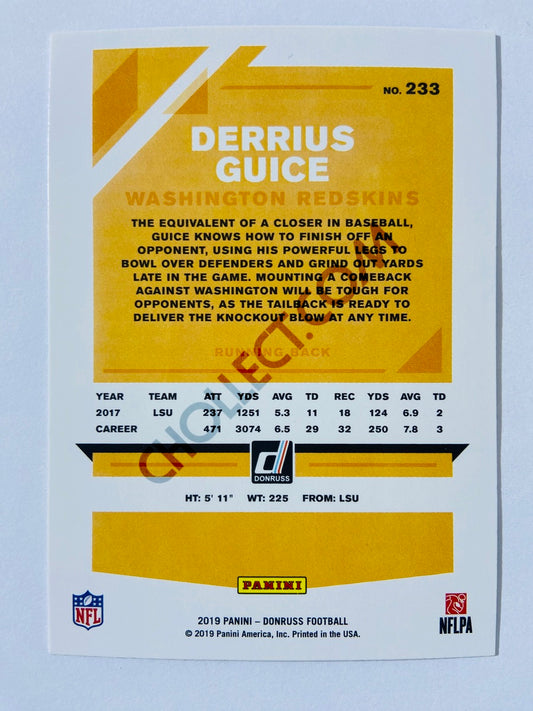 NO. 233
DERRIUS
GUICE
WASHINGTON REDSKINS
THE EQUIVALENT OF A CLOSER IN BASEBALL,
GUICE KNOWS HOW TO FINISH OFF AN
OPPONENT, USING HIS POWERFUL LEGS TO
BOWL OVER DEFENDERS AND GRIND OUT YARDS
LATE IN THE GAME. MOUNTING A COMEBACK
AGAINST WASHINGTON WILL BE TOUGH FOR
OPPONENTS, AS THE TAILBACK IS READY TO
DELIVER THE KNOCKOUT BLOW AT ANY TIME.
RUNNING BACK
CHOLLECT.COM
YEAR TEAM ATT YDS AVG TD REC YDS AVG TD
2017 LSU 237 1251 5.3 11 18 124 6.9 2
CAREER 471 3074 6.5 29 32 250 7.8 3
DONRUSS
HT: 5' 11" WT: 225 FROM: LSU
PANINI
NFL
NFLPA
2019 PANINI – DONRUSS FOOTBALL
© 2019 Panini America, Inc. Printed in the USA.